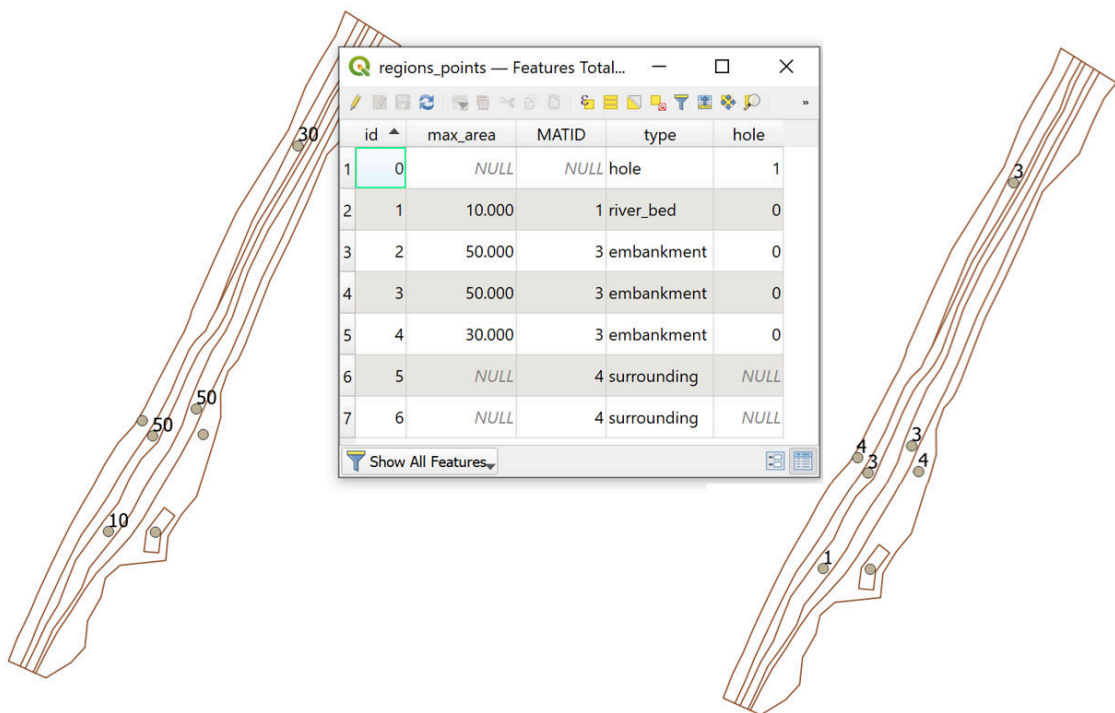 regions_points — Features Total...
»
id max_area MATID type hole
1 0 NULL NULL hole 1
2 1 10.000 1 river_bed 0
3 2 50.000 3 embankment 0
4 3 50.000 3 embankment 0
5 4 30.000 3 embankment 0
6 5 NULL 4 surrounding NULL
7 6 NULL 4 surrounding NULL
Show All Features
30
50
50
10
3
3
4
3
4
1